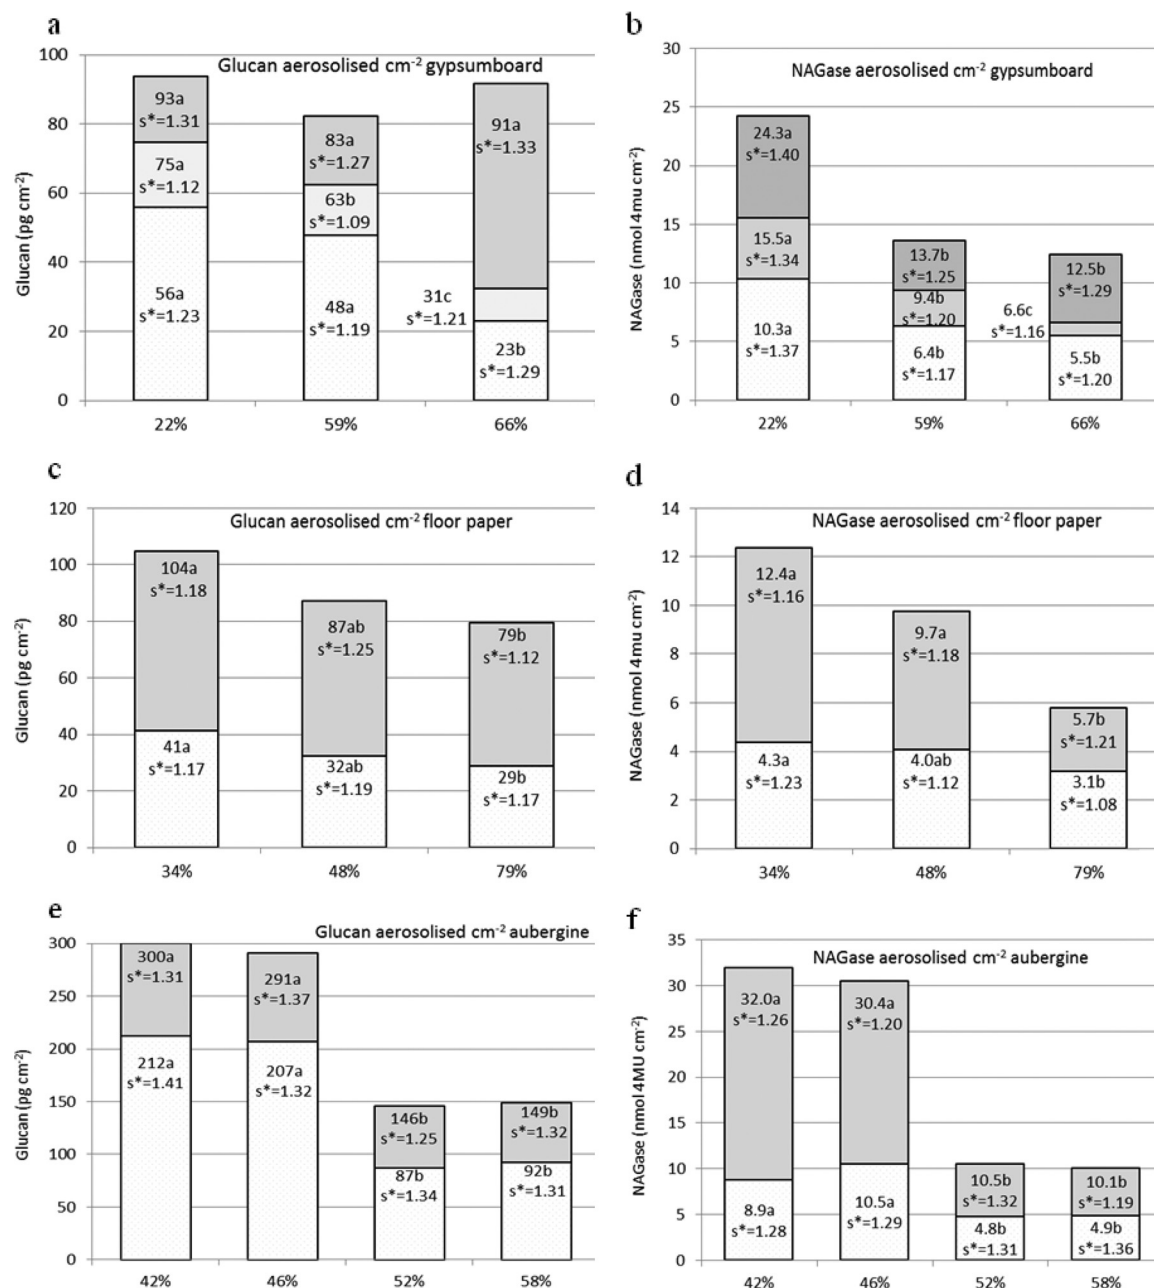 a
Glucan aerosolised cm-2 gypsumboard
Glucan (pg cm-2)
100
80
60
40
20
0
93a
s*=1.31
75a
s*=1.12
56a
s*=1.23
83a
s*=1.27
63b
s*=1.09
48a
s*=1.19
91a
s*=1.33
31c
s*=1.21
23b
s*=1.29
22%
59%
66%
b
NAGase aerosolised cm-2 gypsumboard
NAGase (nmol 4mu cm-2)
30
25
20
15
10
5
0
24.3a
s*=1.40
15.5a
s*=1.34
10.3a
s*=1.37
13.7b
s*=1.25
9.4b
s*=1.20
6.4b
s*=1.17
12.5b
s*=1.29
6.6c
s*=1.16
5.5b
s*=1.20
22%
59%
66%
c
Glucan aerosolised cm-2 floor paper
Glucan (pg cm-2)
120
100
80
60
40
20
0
104a
s*=1.18
41a
s*=1.17
87ab
s*=1.25
32ab
s*=1.19
79b
s*=1.12
29b
s*=1.17
34%
48%
79%
d
NAGase aerosolised cm-2 floor paper
NAGase (nmol 4mu cm-2)
14
12
10
8
6
4
2
0
12.4a
s*=1.16
4.3a
s*=1.23
9.7a
s*=1.18
4.0ab
s*=1.12
5.7b
s*=1.21
3.1b
s*=1.08
34%
48%
79%
e
Glucan aerosolised cm-2 aubergine
Glucan (pg cm-2)
300
250
200
150
100
50
0
300a
s*=1.31
212a
s*=1.41
291a
s*=1.37
207a
s*=1.32
146b
s*=1.25
87b
s*=1.34
149b
s*=1.32
92b
s*=1.31
42%
46%
52%
58%
f
NAGase aerosolised cm-2 aubergine
NAGase (nmol 4MU cm-2)
35
30
25
20
15
10
5
0
32.0a
s*=1.26
8.9a
s*=1.28
30.4a
s*=1.20
10.5a
s*=1.29
10.5b
s*=1.32
4.8b
s*=1.31
10.1b
s*=1.19
4.9b
s*=1.36
42%
46%
52%
58%